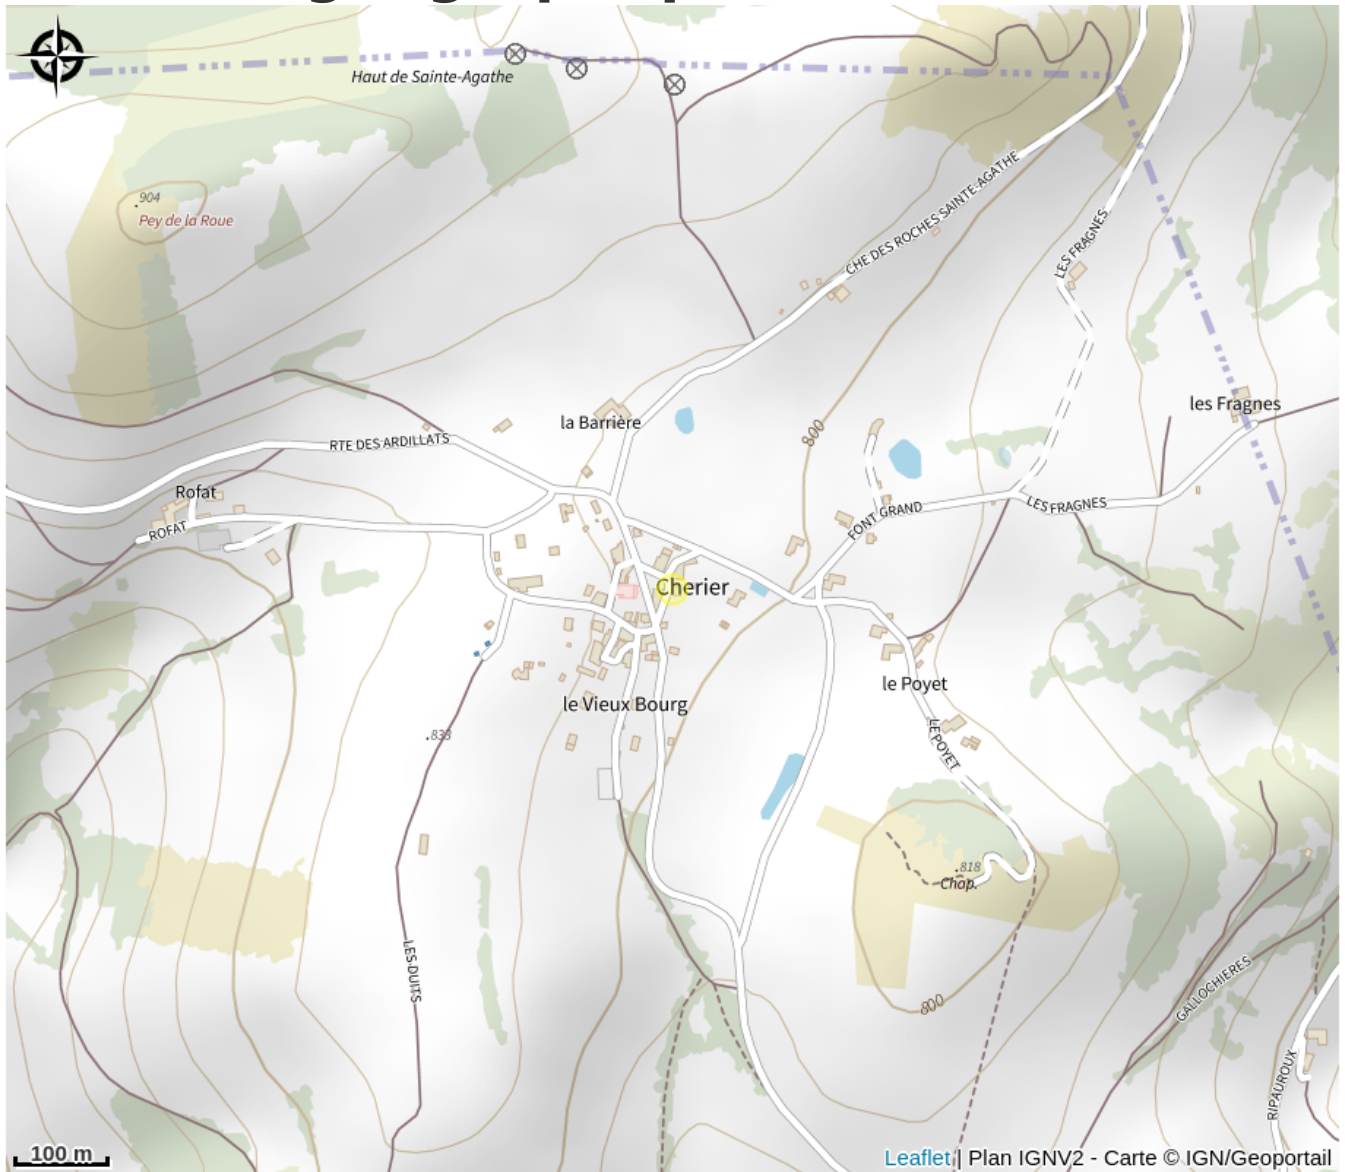 Haut de Sainte-Agathe
904
Pey de la Roue
CHE DES ROCHES SAINTE-AGATHE
LES FRAGNES
les Fragnes
la Barrière
800
RTE DES ARDILLATS
Rofat
ROFAT
FONT GRAND
LES FRAGNES
Cherier
le Poyet
le Vieux Bourg
833
LE POYET
818
Chap.
LES DUITS
800
GALLOCHIERES
RIPAUROUX
100 m
Leaflet | Plan IGNV2 - Carte © IGN/Geoportail